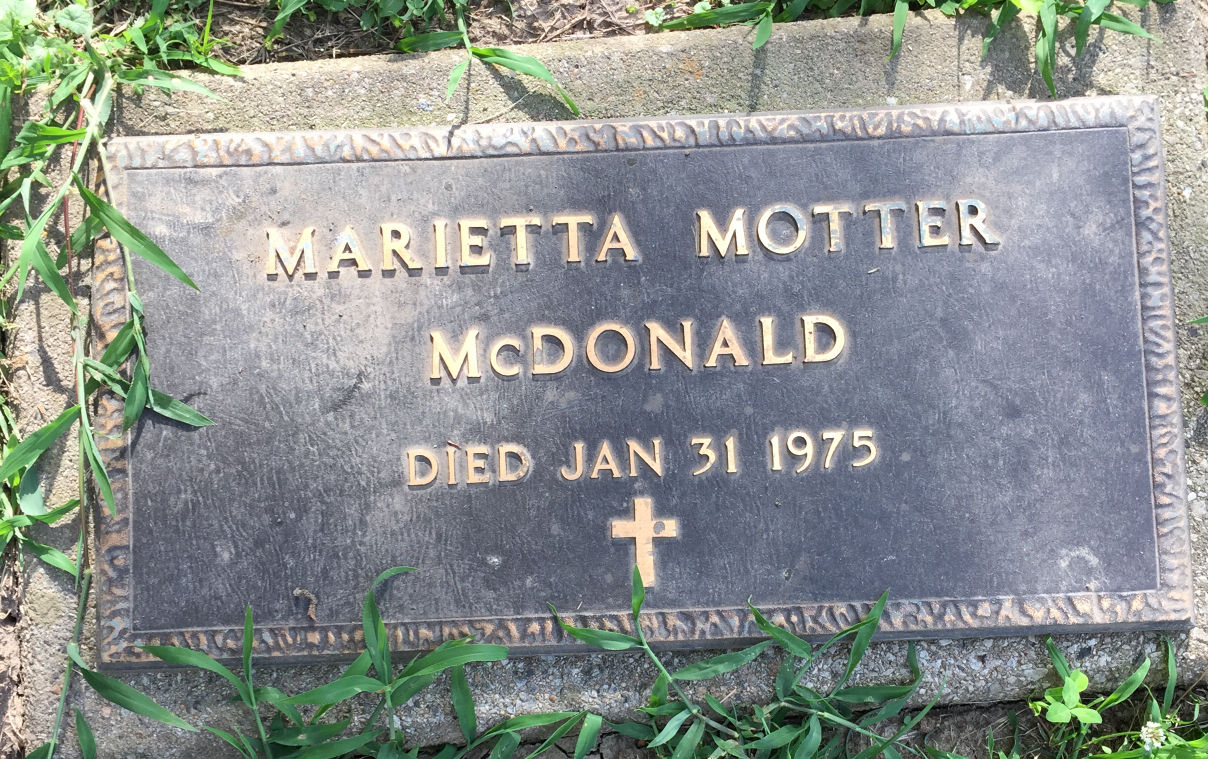 MARIETTA MOTTER
McDONALD
DIED JAN 31 1975